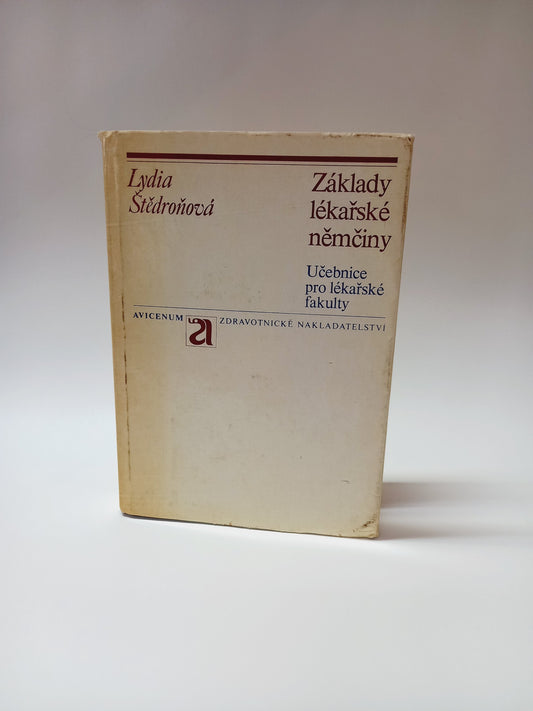 Lydia
Štědroňová
Základy
lékařské
němčiny
Učebnice
pro lékařské
fakulty
AVICENUM ZDRAVOTNICKÉ NAKLADATELSTVÍ